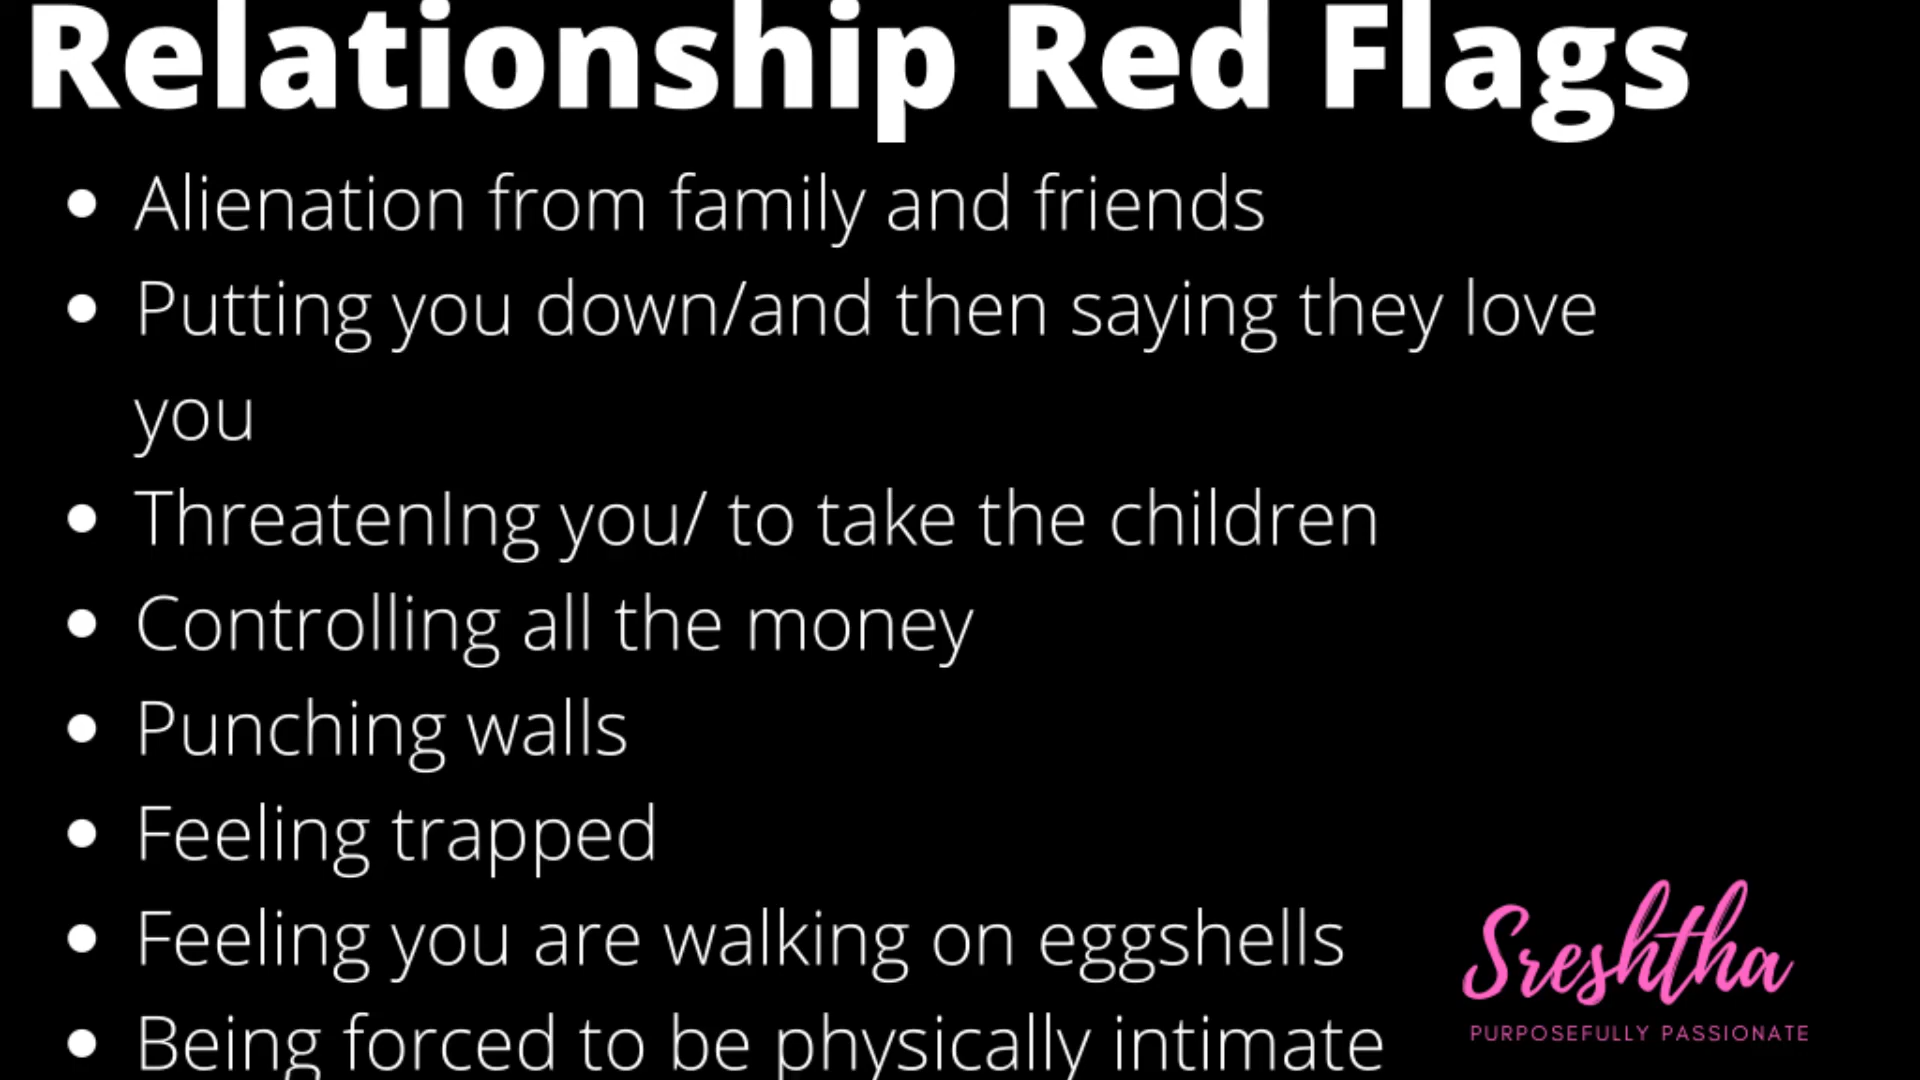 Relationship Red Flags
• Alienation from family and friends
• Putting you down/and then saying they love
you
• ThreatenIng you/ to take the children
• Controlling all the money
• Punching walls
• Feeling trapped
• Feeling you are walking on eggshells
• Being forced to be physically intimate
Sreshtha
PURPOSEFULLY PASSIONATE